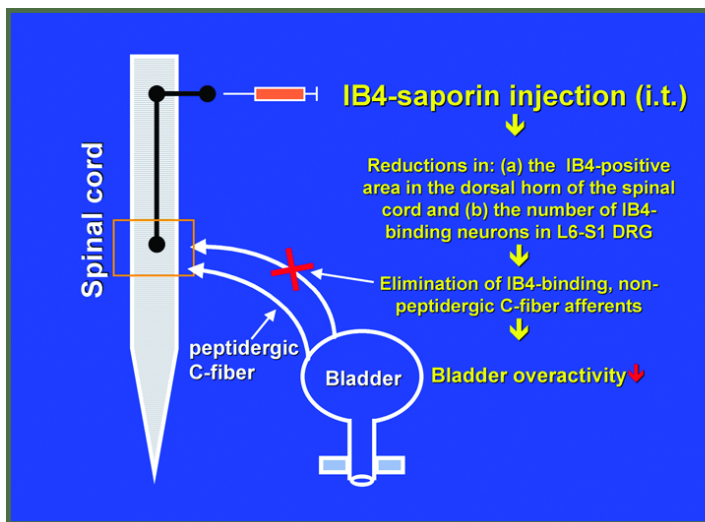 IB4-saporin injection (i.t.)
Reductions in: (a) the IB4-positive
area in the dorsal horn of the spinal
cord and (b) the number of IB4-
binding neurons in L6-S1 DRG
Elimination of IB4-binding, non-
peptidergic C-fiber afferents
Bladder overactivity
Spinal cord
peptidergic
C-fiber
Bladder